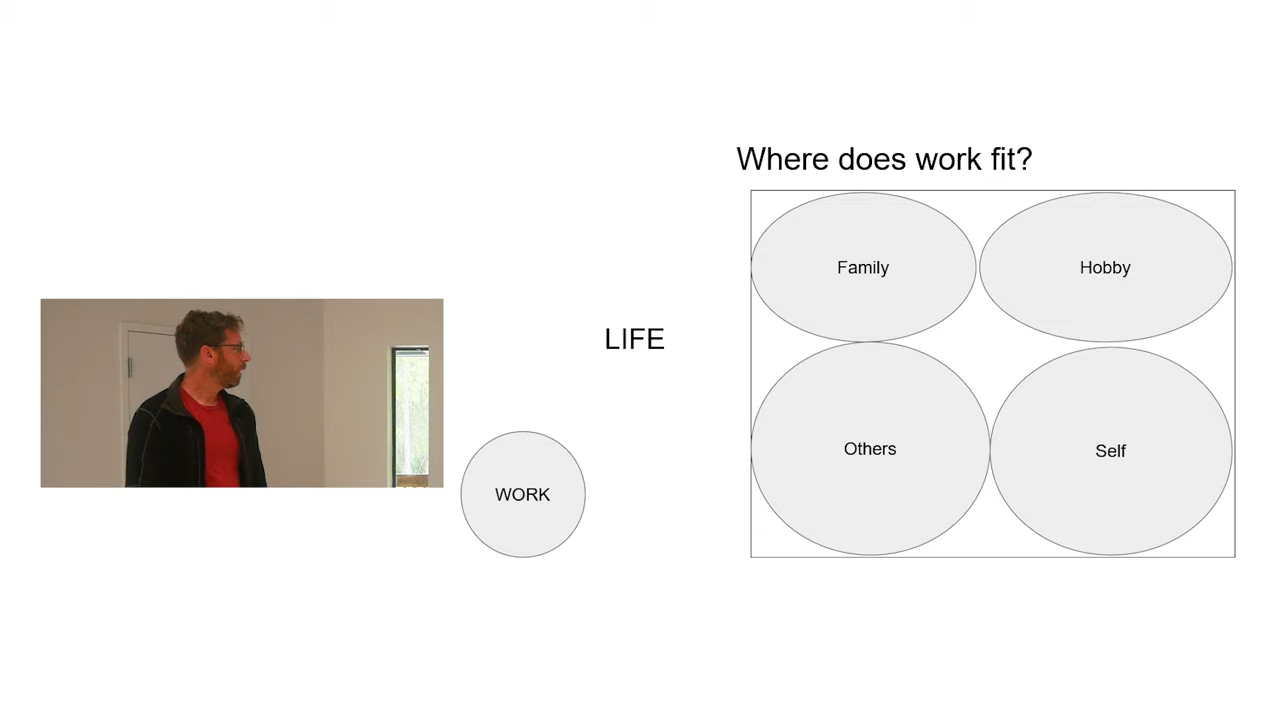 Where does work fit?
Family
Hobby
LIFE
Others
Self
WORK